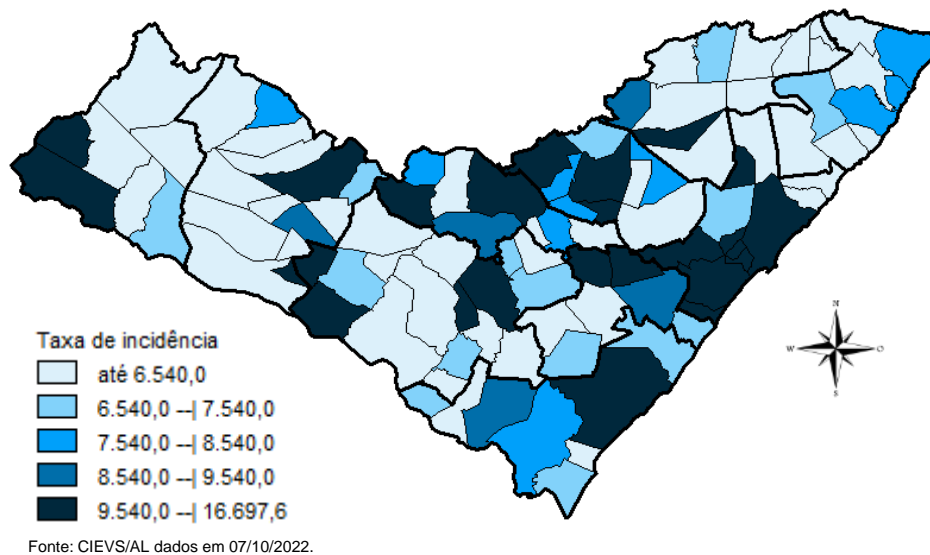 N
W
O
S
Taxa de incidência
até 6.540,0
6.540,0 --| 7.540,0
7.540,0 --| 8.540,0
8.540,0 --| 9.540,0
9.540,0 --| 16.697,6
Fonte: CIEVS/AL dados em 07/10/2022.